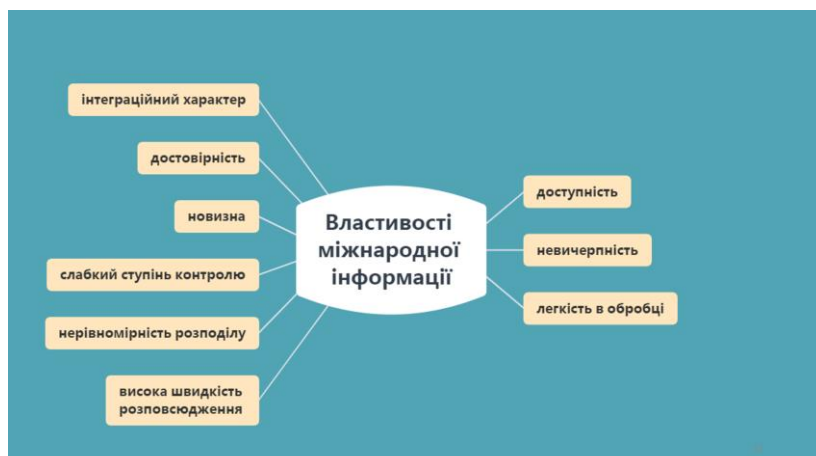 інтеграційний характер
достовірність
новизна
слабкий ступінь контролю
нерівномірність розподілу
висока швидкість
розповсюдження
Властивості
міжнародної
інформації
доступність
невичерпність
легкість в обробці